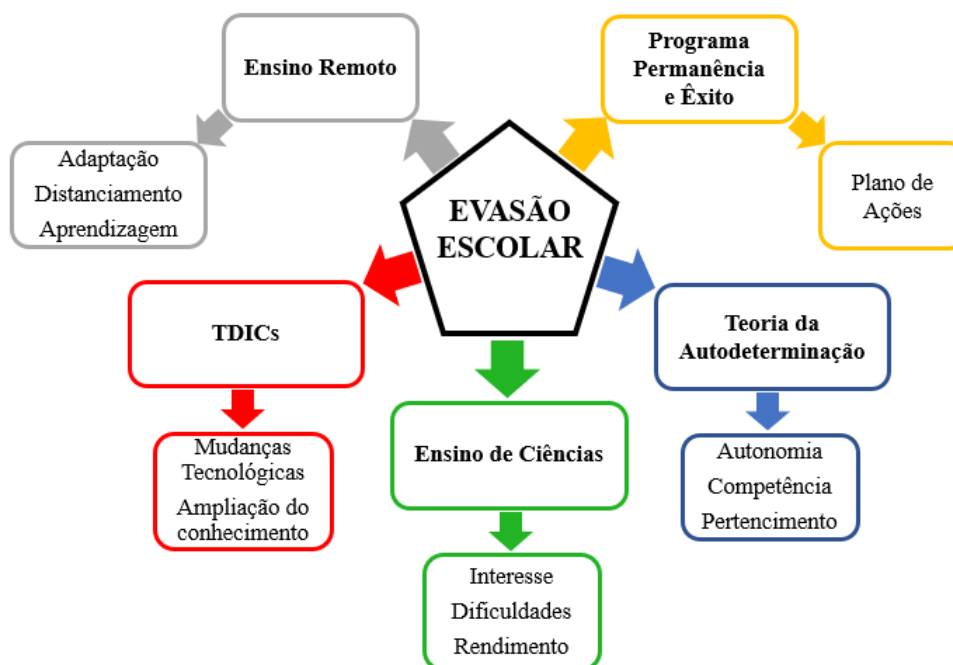 Ensino Remoto
Programa
Permanência
e Êxito
Adaptação
Distanciamento
Aprendizagem
EVASÃO
ESCOLAR
Plano de
Ações
TDICs
Teoria da
Autodeterminação
Mudanças
Tecnológicas
Ampliação do
conhecimento
Ensino de Ciências
Autonomia
Competência
Pertencimento
Interesse
Dificuldades
Rendimento